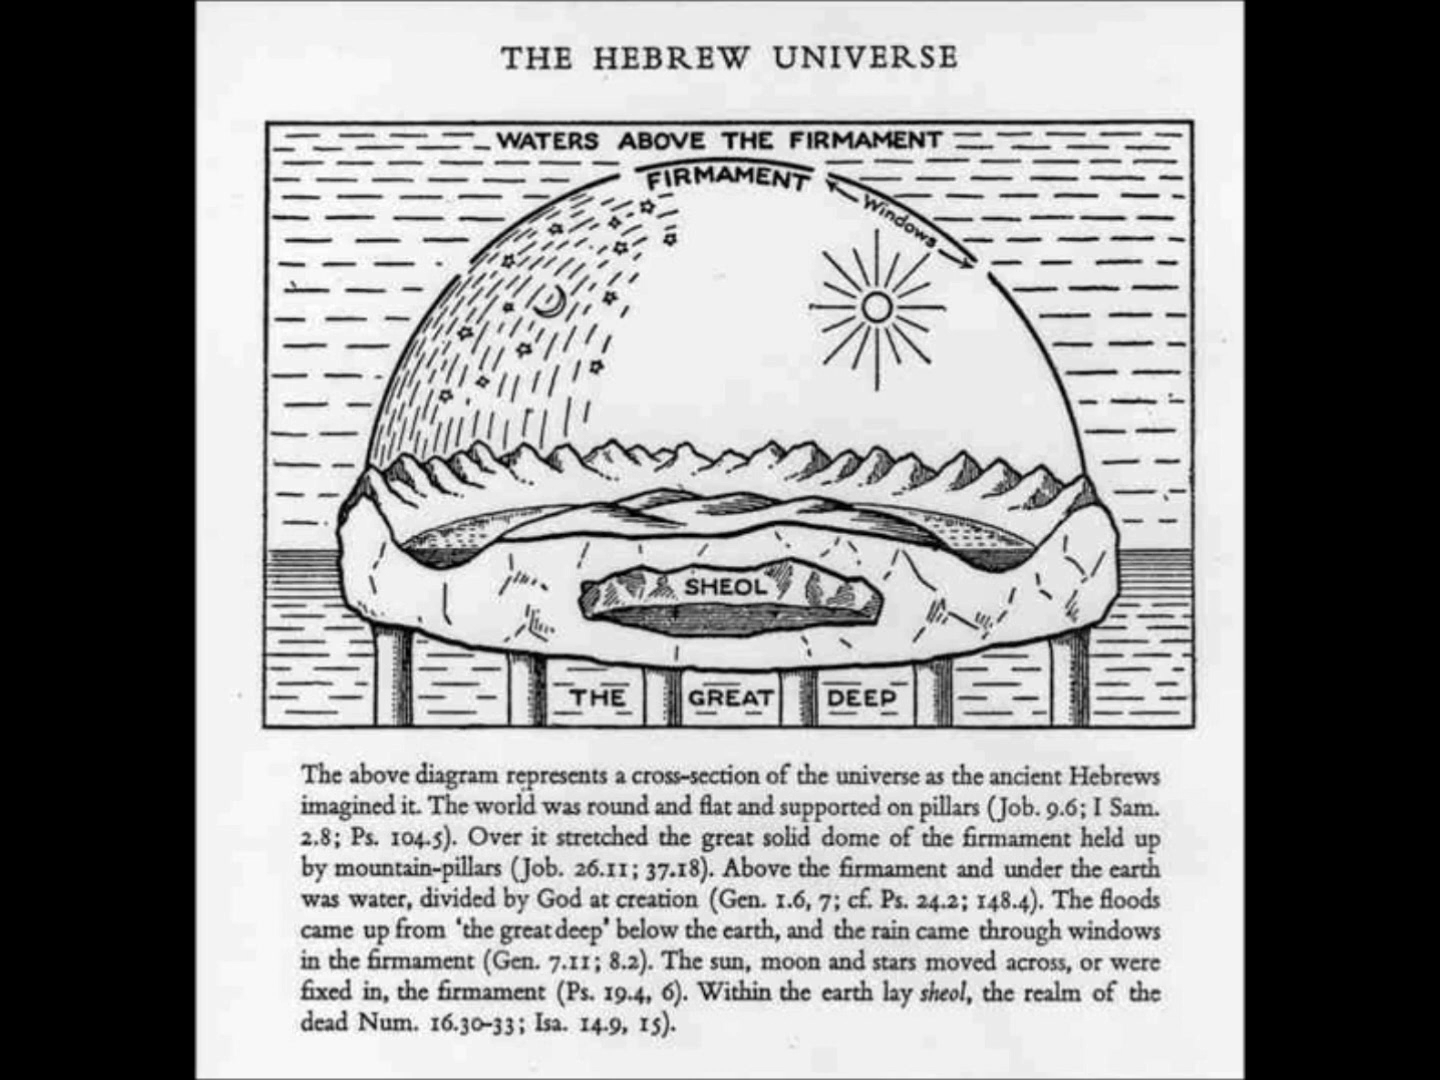 THE HEBREW UNIVERSE
WATERS ABOVE THE FIRMAMENT
FIRMAMENT
Windows
SHEOL
THE GREAT DEEP
The above diagram represents a cross-section of the universe as the ancient Hebrews
imagined it. The world was round and flat and supported on pillars (Job. 9.6; I Sam.
2.8; Ps. 104.5). Over it stretched the great solid dome of the firmament held up
by mountain-pillars (Job. 26.11; 37.18). Above the firmament and under the earth
was water, divided by God at creation (Gen. 1.6, 7; cf. Ps. 24.2; 148.4). The floods
came up from 'the great deep' below the earth, and the rain came through windows
in the firmament (Gen. 7.11; 8.2). The sun, moon and stars moved across, or were
fixed in, the firmament (Ps. 19.4, 6). Within the earth lay sheol, the realm of the
dead Num. 16.30-33; Isa. 14.9, 15).